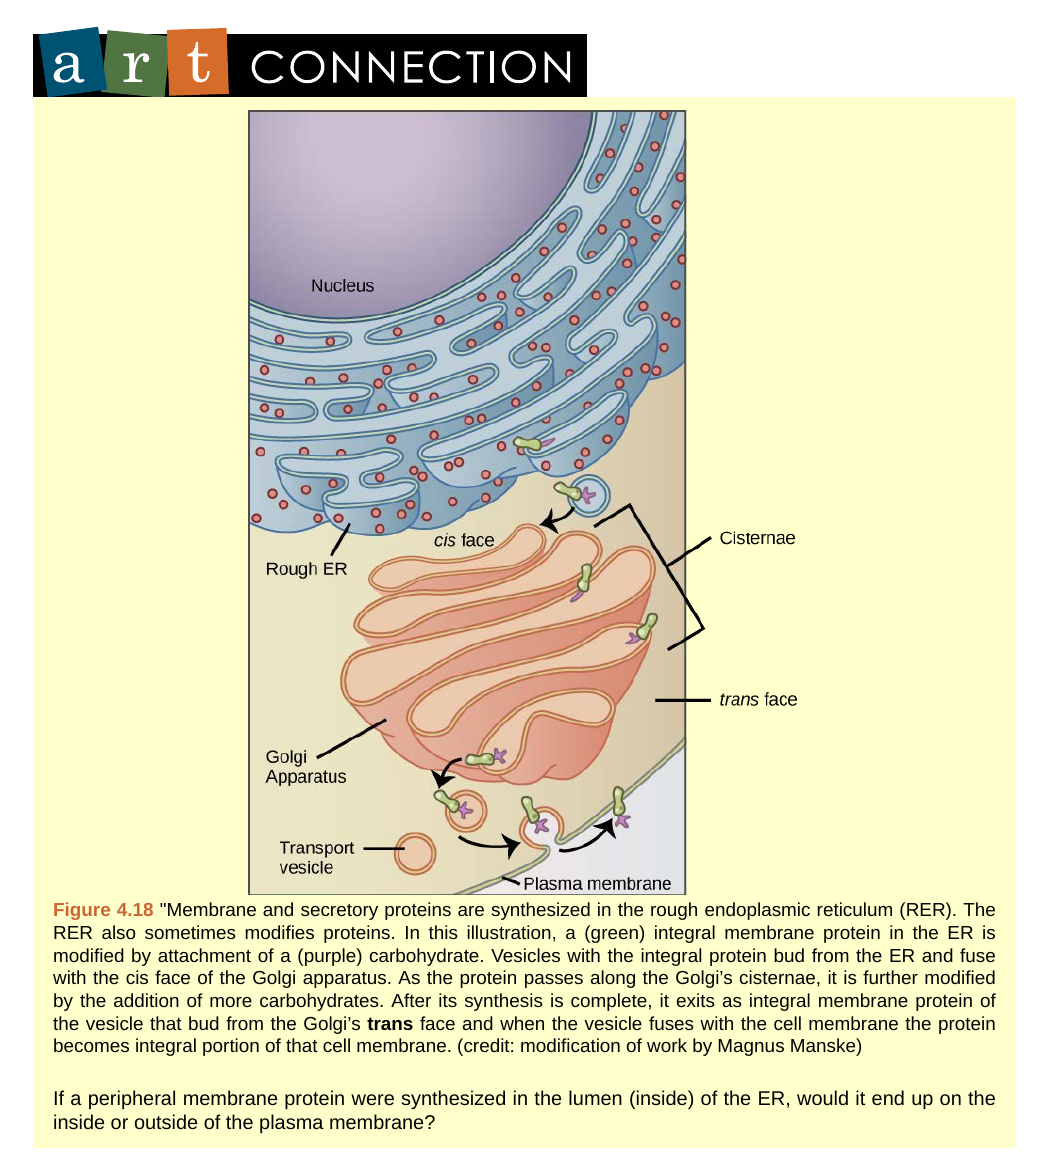 art CONNECTION
Nucleus
cis face
Cisternae
Rough ER
trans face
Golgi
Apparatus
Transport
vesicle
Plasma membrane
Figure 4.18 "Membrane and secretory proteins are synthesized in the rough endoplasmic reticulum (RER). The
RER also sometimes modifies proteins. In this illustration, a (green) integral membrane protein in the ER is
modified by attachment of a (purple) carbohydrate. Vesicles with the integral protein bud from the ER and fuse
with the cis face of the Golgi apparatus. As the protein passes along the Golgi’s cisternae, it is further modified
by the addition of more carbohydrates. After its synthesis is complete, it exits as integral membrane protein of
the vesicle that bud from the Golgi’s trans face and when the vesicle fuses with the cell membrane the protein
becomes integral portion of that cell membrane. (credit: modification of work by Magnus Manske)
If a peripheral membrane protein were synthesized in the lumen (inside) of the ER, would it end up on the
inside or outside of the plasma membrane?